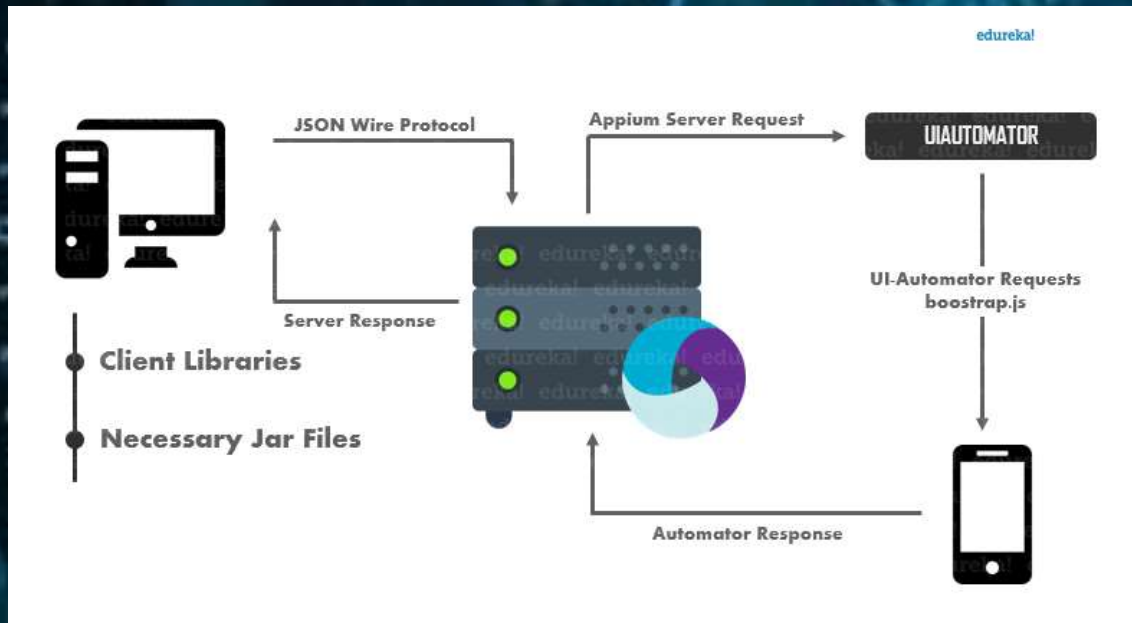 edureka!
JSON Wire Protocol
Appium Server Request
UIAUTOMATOR
UI-Automator Requests
boostrap.js
Server Response
Client Libraries
Necessary Jar Files
Automator Response